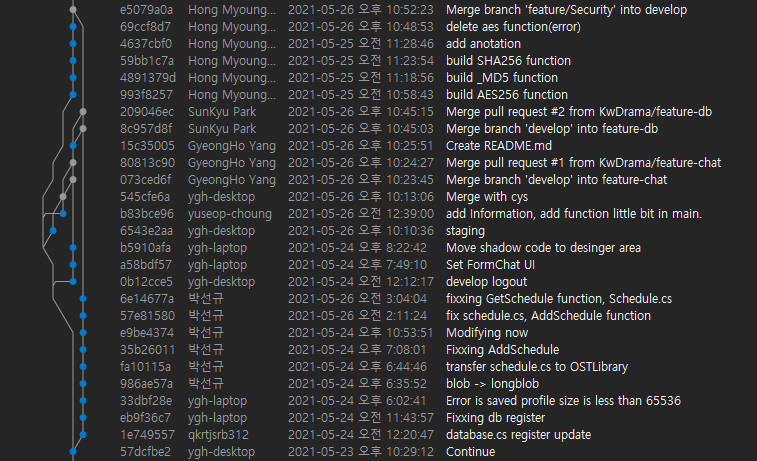 e5079a0a Hong Myoung... 2021-05-26 오후 10:52:23 Merge branch 'feature/Security' into develop
69ccf8d7 Hong Myoung... 2021-05-26 오후 10:48:53 delete aes function(error)
4637cbf0 Hong Myoung... 2021-05-25 오전 11:28:46 add anotation
59bb1c7a Hong Myoung... 2021-05-25 오전 11:23:54 build SHA256 function
4891379d Hong Myoung... 2021-05-25 오전 11:18:56 build _MD5 function
993f8257 Hong Myoung... 2021-05-25 오전 10:58:43 build AES256 function
209046ec SunKyu Park 2021-05-26 오후 10:45:15 Merge pull request #2 from KwDrama/feature-db
8c957d8f SunKyu Park 2021-05-26 오후 10:45:03 Merge branch 'develop' into feature-db
15c35005 GyeongHo Yang 2021-05-26 오후 10:25:51 Create README.md
80813c90 GyeongHo Yang 2021-05-26 오후 10:24:27 Merge pull request #1 from KwDrama/feature-chat
073ced6f GyeongHo Yang 2021-05-26 오후 10:23:45 Merge branch 'develop' into feature-chat
545cfe6a ygh-desktop 2021-05-26 오후 10:13:06 Merge with cys
b83bce96 yuseop-choung 2021-05-26 오전 12:39:00 add Information, add function little bit in main.
6543e2aa ygh-desktop 2021-05-26 오후 10:10:36 staging
b5910afa ygh-laptop 2021-05-24 오후 8:22:42 Move shadow code to desinger area
a58bdf57 ygh-laptop 2021-05-24 오후 7:49:10 Set FormChat UI
0b12cce5 ygh-desktop 2021-05-24 오전 12:12:17 develop logout
6e14677a 박선규 2021-05-26 오후 3:04:04 fixxing GetSchedule function, Schedule.cs
57e81580 박선규 2021-05-26 오후 2:11:24 fix schedule.cs, AddSchedule function
e9be4374 박선규 2021-05-24 오후 10:53:51 Modifying now
35b26011 박선규 2021-05-24 오후 7:08:01 Fixxing AddSchedule
fa10115a 박선규 2021-05-24 오후 6:44:46 transfer schedule.cs to OSTLibrary
986ae57a 박선규 2021-05-24 오후 6:35:52 blob -> longblob
33dbf28e ygh-laptop 2021-05-24 오후 6:02:41 Error is saved profile size is less than 65536
eb9f36c7 ygh-laptop 2021-05-24 오전 11:43:57 Fixxing db register
1e749557 qkrtjsrb312 2021-05-24 오전 12:20:47 database.cs register update
57dcfbe2 ygh-desktop 2021-05-23 오후 10:29:12 Continue